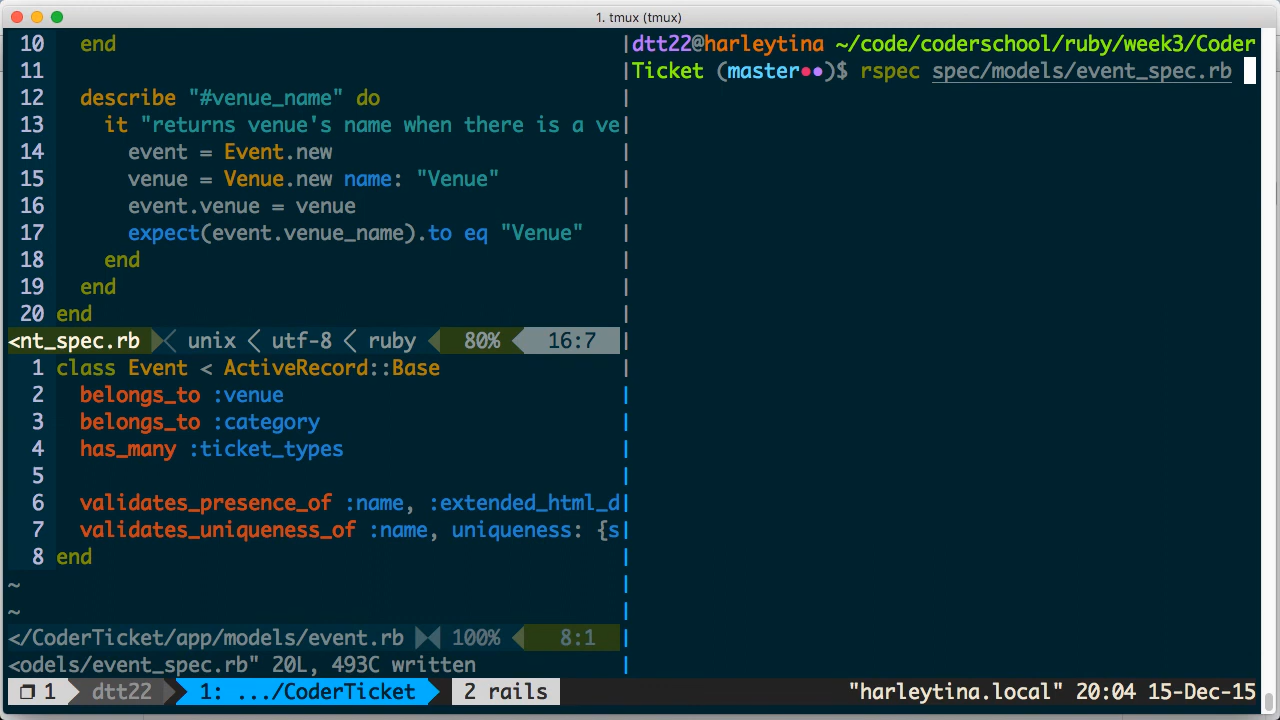 1. tmux (tmux)
10 end
11
12 describe "#venue_name" do
13 it "returns venue's name when there is a ve
14 event = Event.new
15 venue = Venue.new name: "Venue"
16 event.venue = venue
17 expect(event.venue_name).to eq "Venue"
18 end
19 end
20 end
<nt_spec.rb unix < utf-8 < ruby 80% 16:7
1 class Event < ActiveRecord::Base
2 belongs_to :venue
3 belongs_to :category
4 has_many :ticket_types
5
6 validates_presence_of :name, :extended_html_d
7 validates_uniqueness_of :name, uniqueness: {s
8 end
~
~
</CoderTicket/app/models/event.rb 100% 8:1
<odels/event_spec.rb" 20L, 493C written
dtt22@harleytina ~/code/coderschool/ruby/week3/Coder
Ticket (master••)$ rspec spec/models/event_spec.rb
1 dtt22 1: .../CoderTicket 2 rails "harleytina.local" 20:04 15-Dec-15